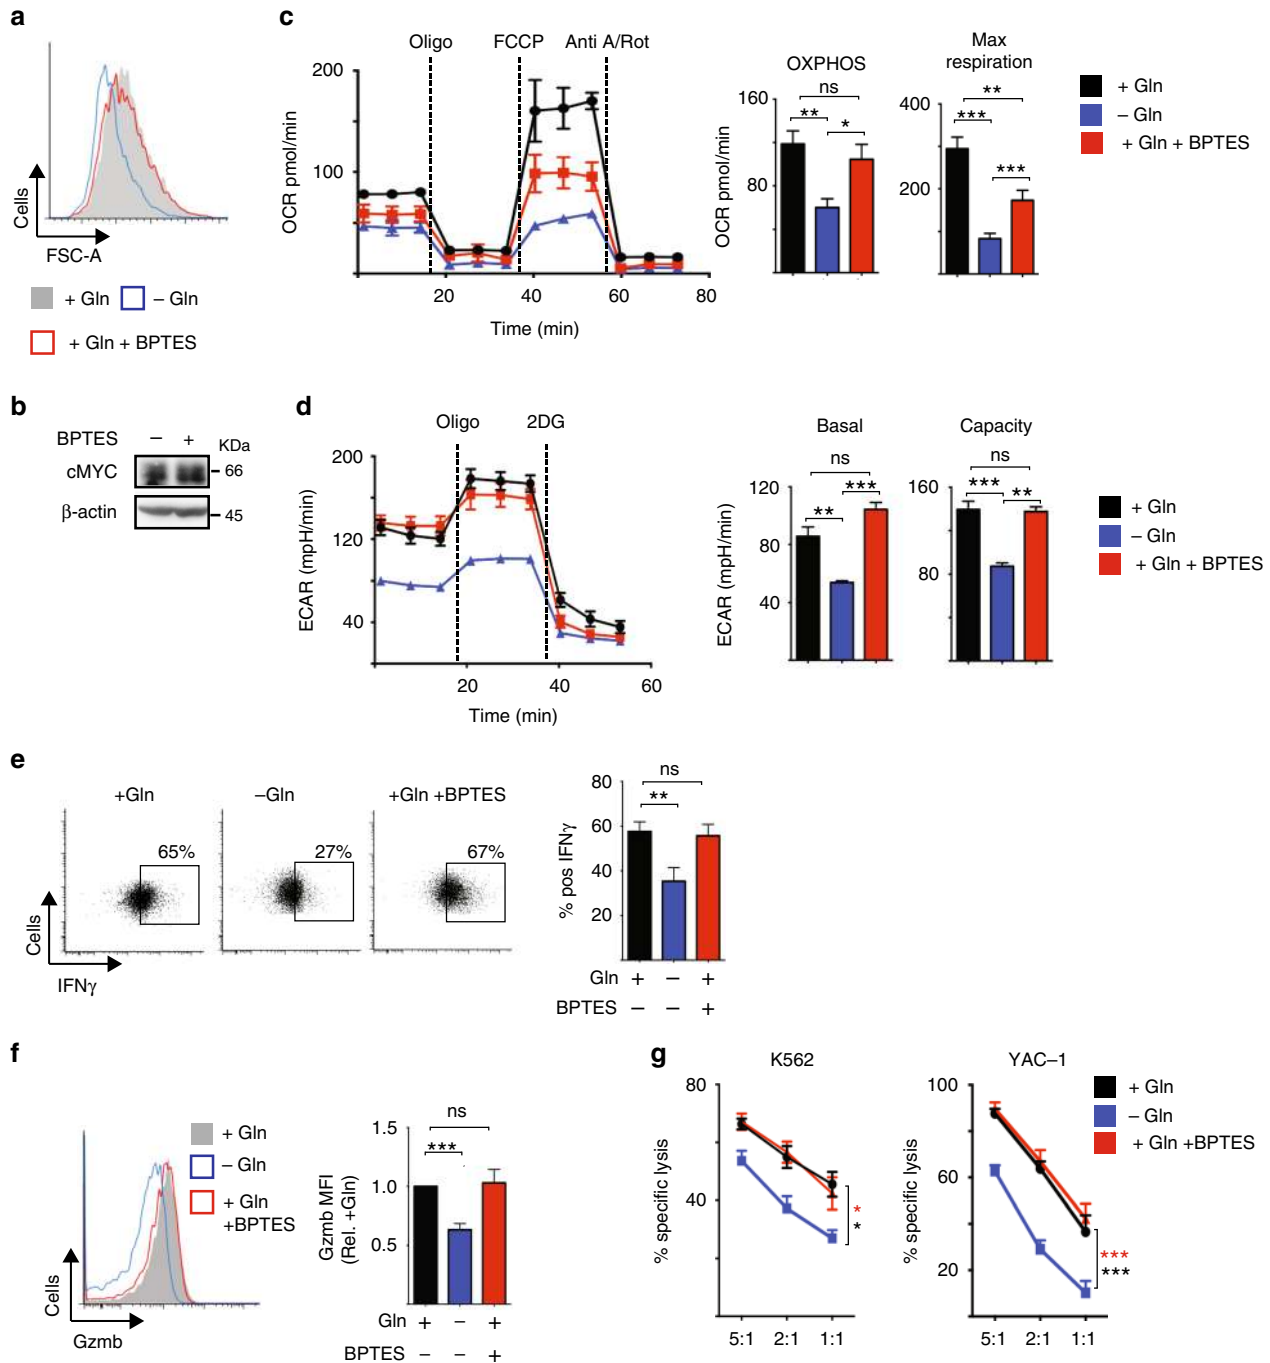 a
Cells
FSC-A
+ Gln
– Gln
+ Gln + BPTES
b
BPTES – + KDa
cMYC 66
β-actin 45
c
Oligo FCCP Anti A/Rot
OCR pmol/min
200
100
20 40 60 80
Time (min)
OXPHOS
OCR pmol/min
160
80
ns
** *
Max
respiration
400
200
**
***
***
+ Gln
– Gln
+ Gln + BPTES
d
Oligo 2DG
ECAR (mpH/min)
200
120
40
20 40 60
Time (min)
Basal
ECAR (mpH/min)
120
80
40
ns
***
**
Capacity
160
80
ns
*** **
+ Gln
– Gln
+ Gln + BPTES
e
+Gln –Gln +Gln +BPTES
65% 27% 67%
Cells
IFNγ
% pos IFNγ
80
60
40
20
ns
**
Gln + – +
BPTES – – +
f
Cells
Gzmb
+ Gln
– Gln
+ Gln
+BPTES
Gzmb MFI
(Rel. +Gln)
1.5
1.0
0.5
ns
***
Gln + – +
BPTES – – +
g
K562
% specific lysis
80
40
5:1 2:1 1:1
*
*
YAC–1
% specific lysis
100
60
20
5:1 2:1 1:1
***
***
+ Gln
– Gln
+ Gln +BPTES